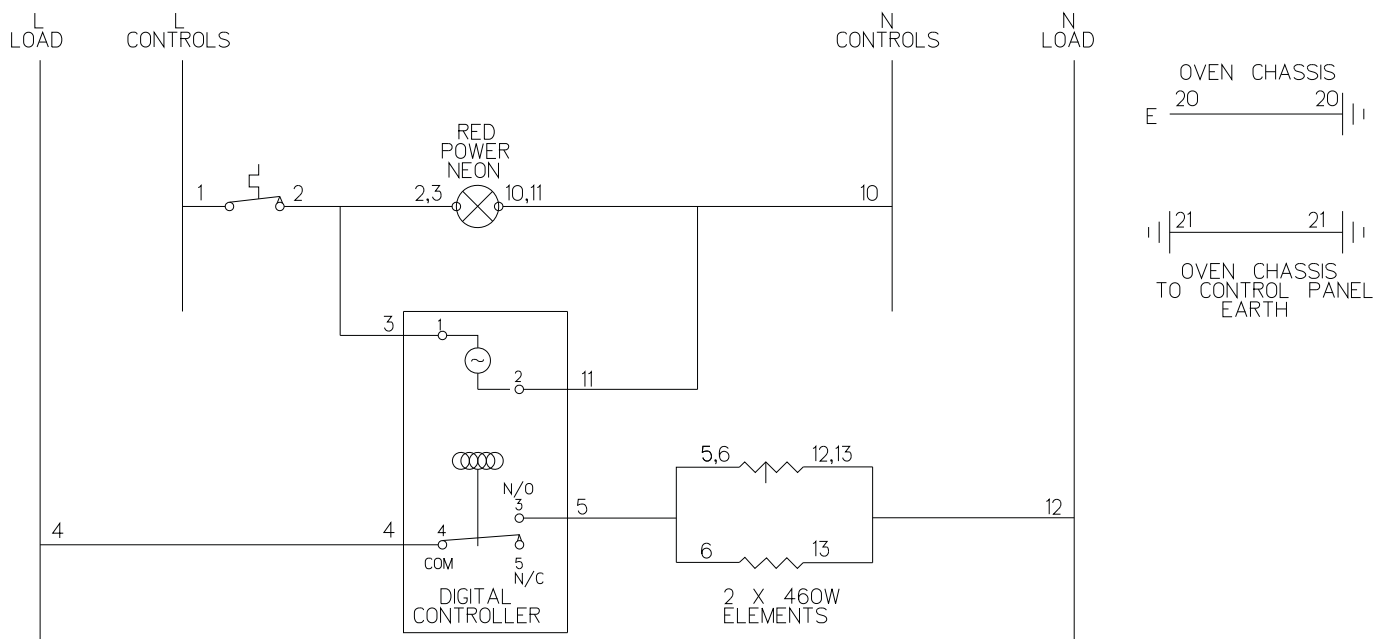 L
LOAD
L
CONTROLS
N
CONTROLS
N
LOAD
OVEN CHASSIS
E
20
20
RED
POWER
NEON
1
2
2,3
10,11
10
21
21
OVEN CHASSIS
TO CONTROL PANEL
EARTH
3
1
~
2
11
5,6
12,13
N/O
3
5
12
4
4
4
COM
5
N/C
6
13
DIGITAL
CONTROLLER
2 X 460W
ELEMENTS